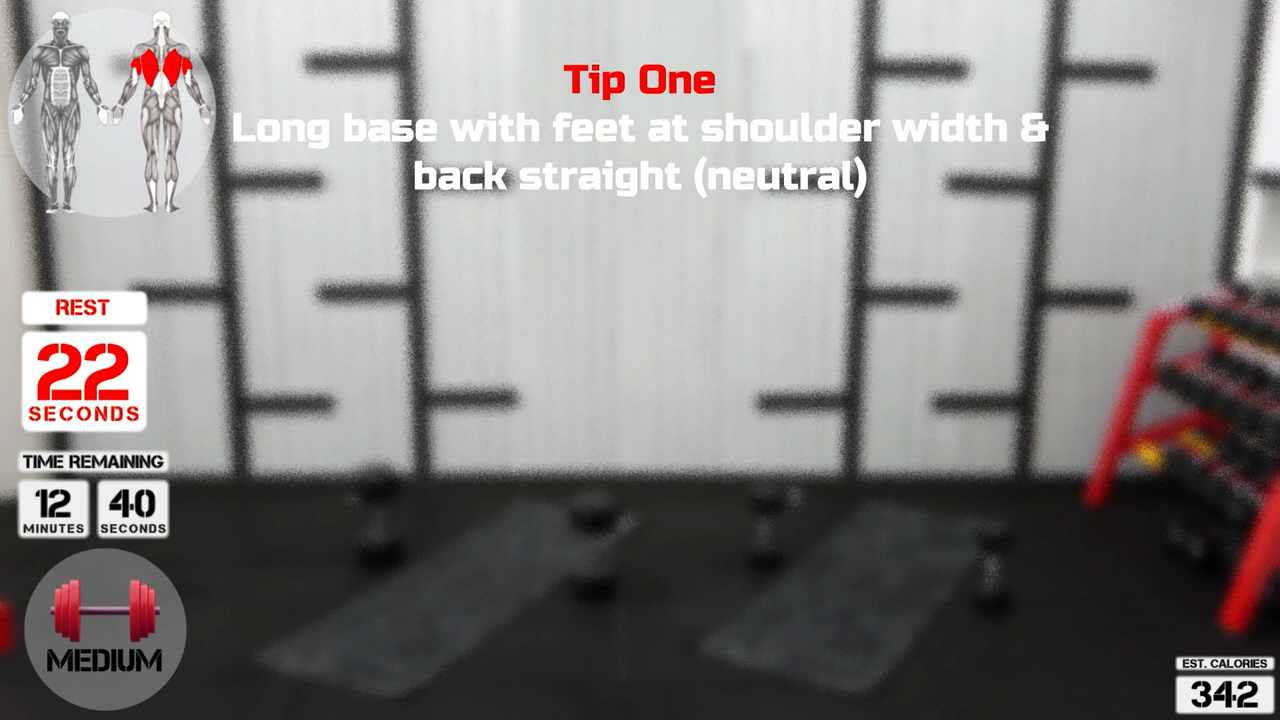 Tip One
Long base with feet at shoulder width &
back straight (neutral)
REST
22
SECONDS
TIME REMAINING
12 40
MINUTES SECONDS
MEDIUM
EST. CALORIES
342